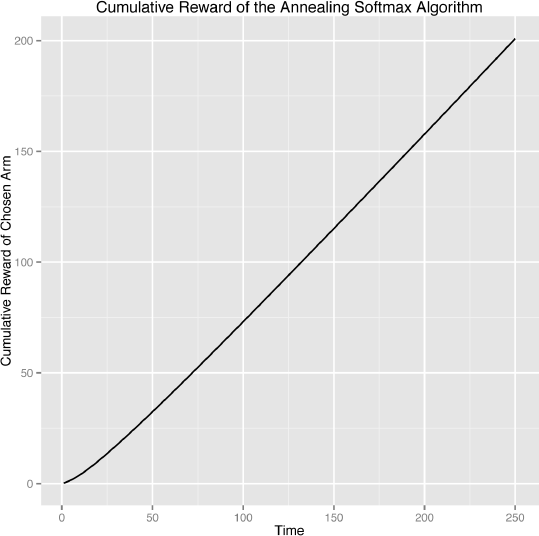 Cumulative Reward of the Annealing Softmax Algorithm
200
150
100
50
0
Cumulative Reward of Chosen Arm
0 50 100 150 200 250
Time